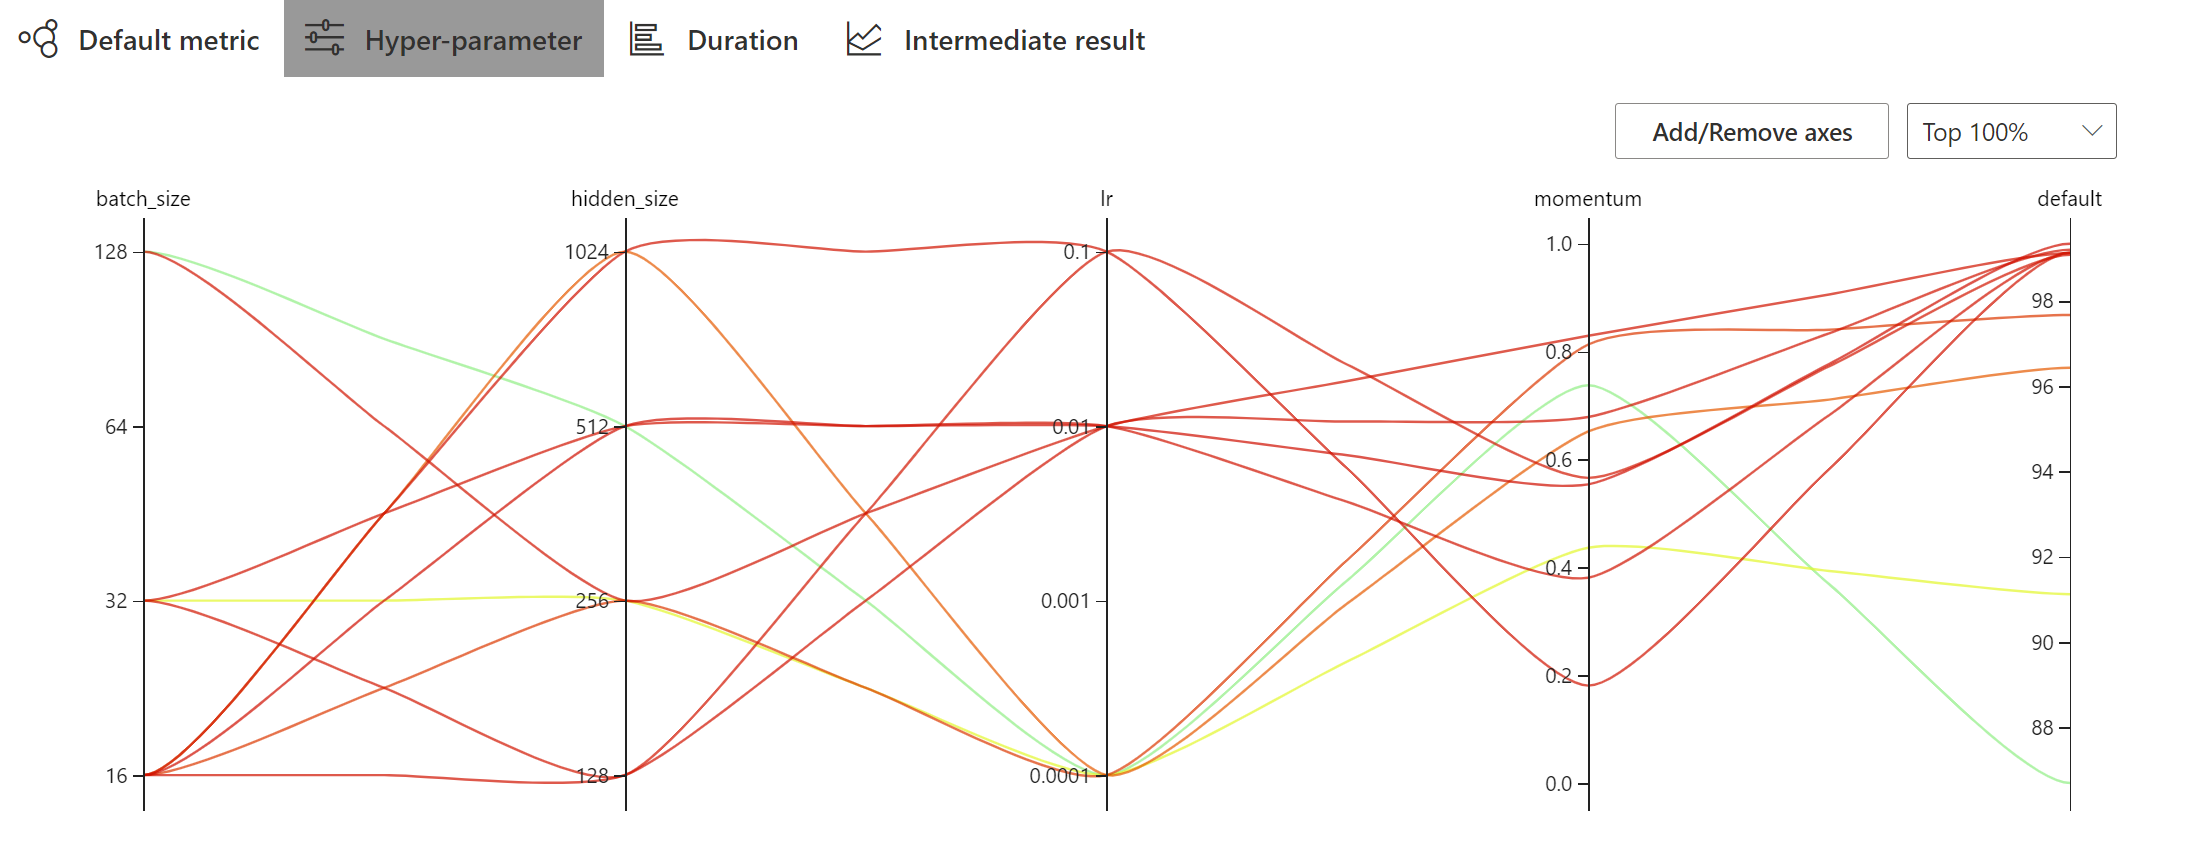 Default metric
Hyper-parameter
Duration
Intermediate result
Add/Remove axes
Top 100%
batch_size
hidden_size
lr
momentum
default
128
64
32
16
1024
512
256
128
0.1
0.01
0.001
0.0001
1.0
0.8
0.6
0.4
0.2
0.0
98
96
94
92
90
88